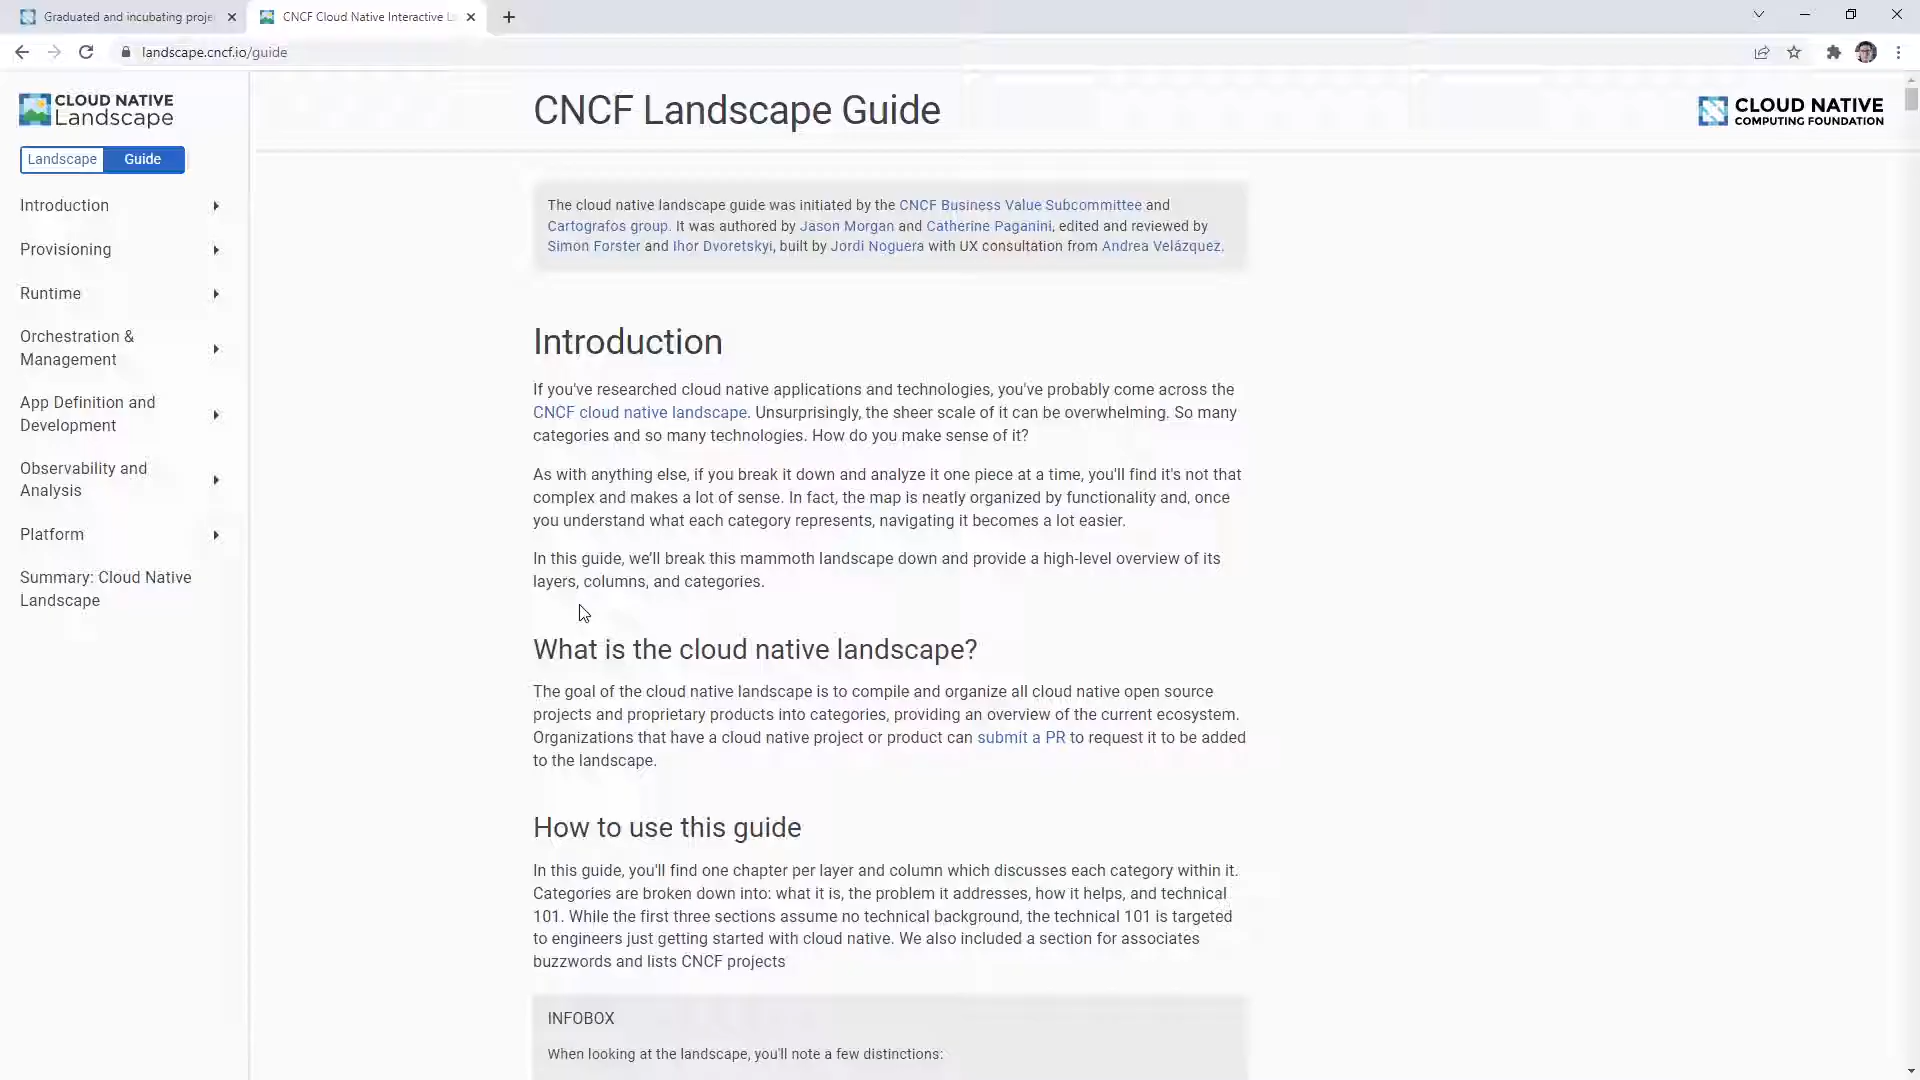 Graduated and incubating proje
CNCF Cloud Native Interactive L
landscape.cncf.io/guide
CLOUD NATIVE
Landscape
Landscape
Guide
Introduction
Provisioning
Runtime
Orchestration &
Management
App Definition and
Development
Observability and
Analysis
Platform
Summary: Cloud Native
Landscape
CNCF Landscape Guide
CLOUD NATIVE
COMPUTING FOUNDATION
The cloud native landscape guide was initiated by the CNCF Business Value Subcommittee and
Cartografos group. It was authored by Jason Morgan and Catherine Paganini, edited and reviewed by
Simon Forster and Ihor Dvoretskyi, built by Jordi Noguera with UX consultation from Andrea Velázquez.
Introduction
If you've researched cloud native applications and technologies, you've probably come across the
CNCF cloud native landscape. Unsurprisingly, the sheer scale of it can be overwhelming. So many
categories and so many technologies. How do you make sense of it?
As with anything else, if you break it down and analyze it one piece at a time, you'll find it's not that
complex and makes a lot of sense. In fact, the map is neatly organized by functionality and, once
you understand what each category represents, navigating it becomes a lot easier.
In this guide, we’ll break this mammoth landscape down and provide a high-level overview of its
layers, columns, and categories.
What is the cloud native landscape?
The goal of the cloud native landscape is to compile and organize all cloud native open source
projects and proprietary products into categories, providing an overview of the current ecosystem.
Organizations that have a cloud native project or product can submit a PR to request it to be added
to the landscape.
How to use this guide
In this guide, you'll find one chapter per layer and column which discusses each category within it.
Categories are broken down into: what it is, the problem it addresses, how it helps, and technical
101. While the first three sections assume no technical background, the technical 101 is targeted
to engineers just getting started with cloud native. We also included a section for associates
buzzwords and lists CNCF projects
INFOBOX
When looking at the landscape, you'll note a few distinctions: